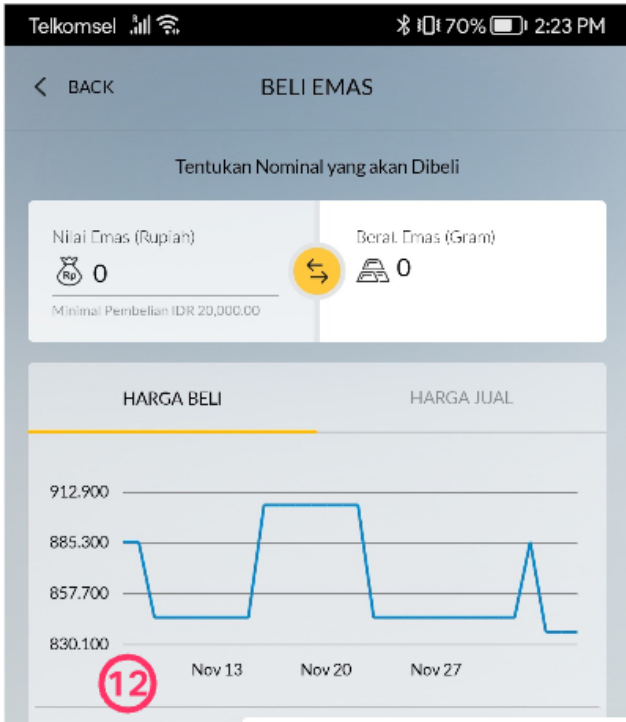 Telkomsel 70% 2:23 PM
BACK BELI EMAS
Tentukan Nominal yang akan Dibeli
Nilai Emas (Rupiah) Berat Emas (Gram)
Rp 0 0
Minimal Pembelian IDR 20,000.00
HARGA BELI HARGA JUAL
912.900
885.300
857.700
830.100
Nov 13 Nov 20 Nov 27
12